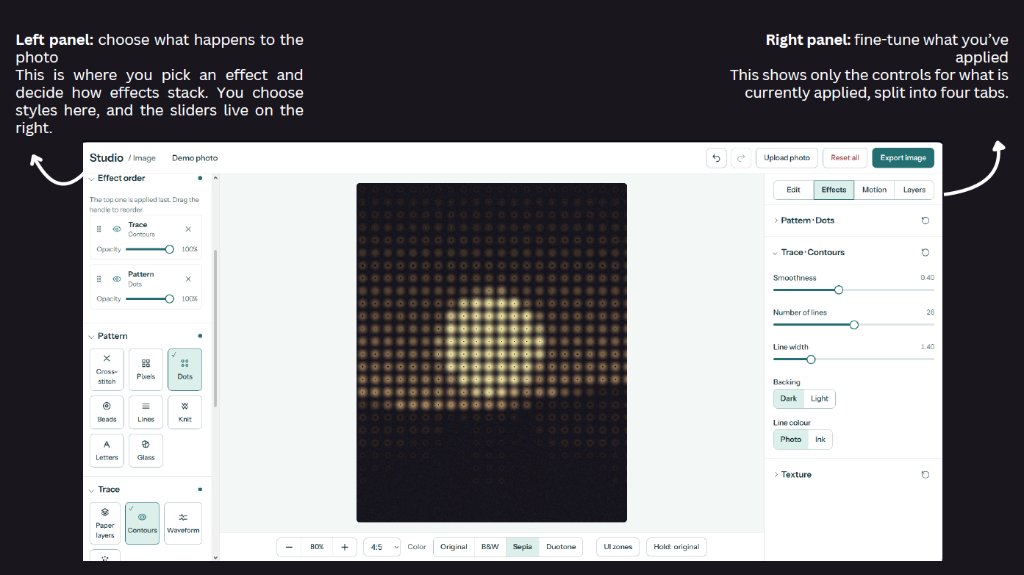 Left panel: choose what happens to the
photo
This is where you pick an effect and
decide how effects stack. You choose
styles here, and the sliders live on the
right.
Right panel: fine-tune what you've
applied
This shows only the controls for what is
currently applied, split into four tabs.
Studio / Image Demo photo
Upload photo Reset all Export image
Effect order
The top one is applied last. Drag the
handle to reorder.
Trace
Contours
Opacity 100%
Pattern
Dots
Opacity 100%
Pattern
Cross-
stitch
Pixels
Dots
Beads
Lines
Knit
Letters
Glass
Trace
Paper
layers
Contours
Waveform
80%
4:5
Color
Original
B&W
Sepia
Duotone
UI zones
Hold: original
Edit Effects Motion Layers
Pattern · Dots
Trace · Contours
Smoothness 0.40
Number of lines 26
Line width 1.40
Backing
Dark Light
Line colour
Photo Ink
Texture